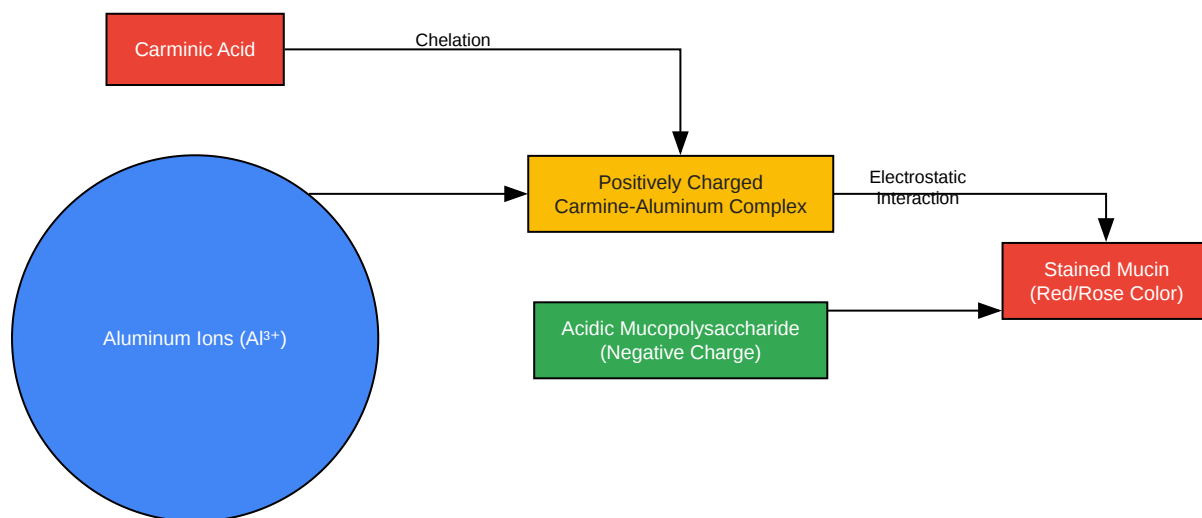 Carminic Acid
Chelation
Positively Charged
Carmine-Aluminum Complex
Electrostatic
Interaction
Stained Mucin
(Red/Rose Color)
Acidic Mucopolysaccharide
(Negative Charge)
Aluminum Ions (Al³⁺)